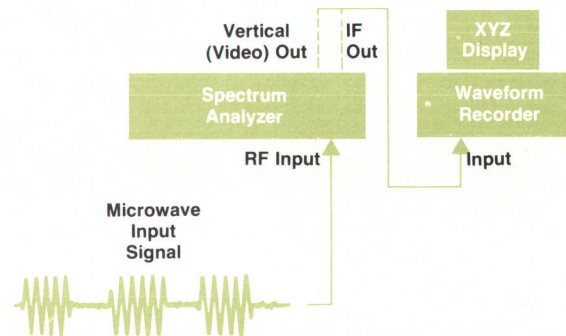 Vertical
(Video) Out
IF
Out
XYZ
Display
Spectrum
Analyzer
Waveform
Recorder
RF Input
Input
Microwave
Input
Signal